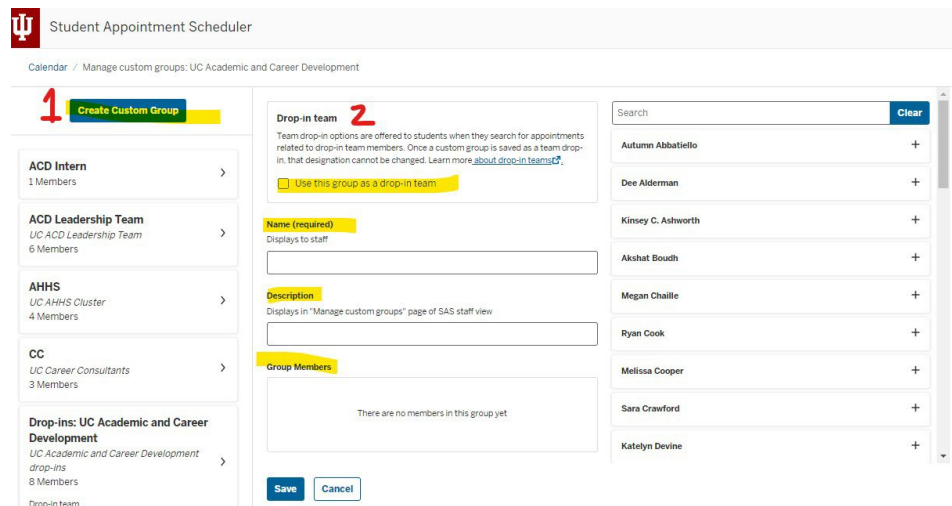 Student Appointment Scheduler
Calendar / Manage custom groups: UC Academic and Career Development
1
Create Custom Group
ACD Intern
1 Members
ACD Leadership Team
UC ACD Leadership Team
6 Members
AHHS
UC AHHS Cluster
4 Members
CC
UC Career Consultants
3 Members
Drop-ins: UC Academic and Career
Development
UC Academic and Career Development
drop-ins
8 Members
Drop-in team
Drop-in team 2
Team drop-in options are offered to students when they search for appointments
related to drop-in team members. Once a custom group is saved as a team drop-
in, that designation cannot be changed. Learn more about drop-in teams.
Use this group as a drop-in team
Name (required)
Displays to staff
Description
Displays in "Manage custom groups" page of SAS staff view
Group Members
There are no members in this group yet
Save Cancel
Search Clear
Autumn Abbatiello +
Dee Alderman +
Kinsey C. Ashworth +
Akshat Boudh +
Megan Chaille +
Ryan Cook +
Melissa Cooper +
Sara Crawford +
Katelyn Devine +